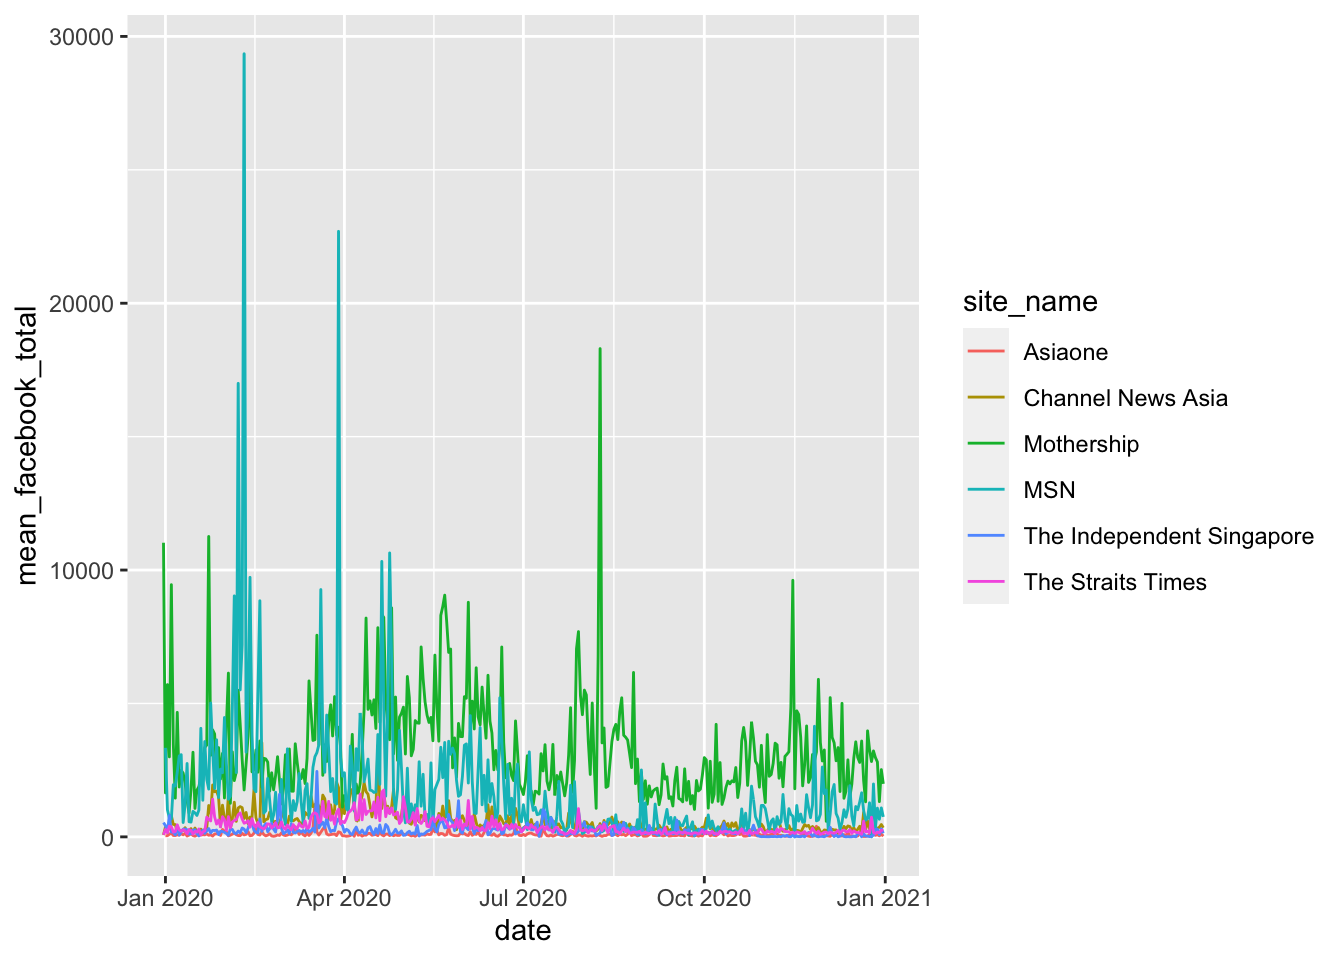 mean_facebook_total
30000
20000
10000
0
Jan 2020
Apr 2020
Jul 2020
Oct 2020
Jan 2021
date
site_name
Asiaone
Channel News Asia
Mothership
MSN
The Independent Singapore
The Straits Times